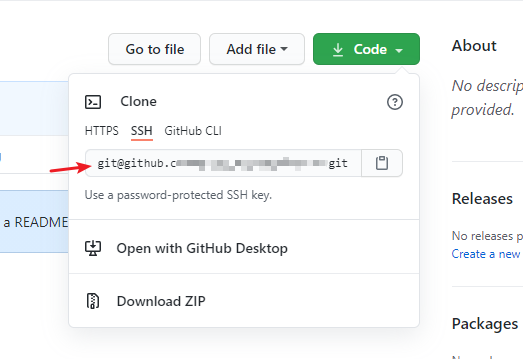 Go to file
Add file
Code
About
No descrip
provided.
Clone
HTTPS
SSH
GitHub CLI
git@github.c
git
Use a password-protected SSH key.
a README
Open with GitHub Desktop
Download ZIP
Releases
No releases p
Create a new
Packages